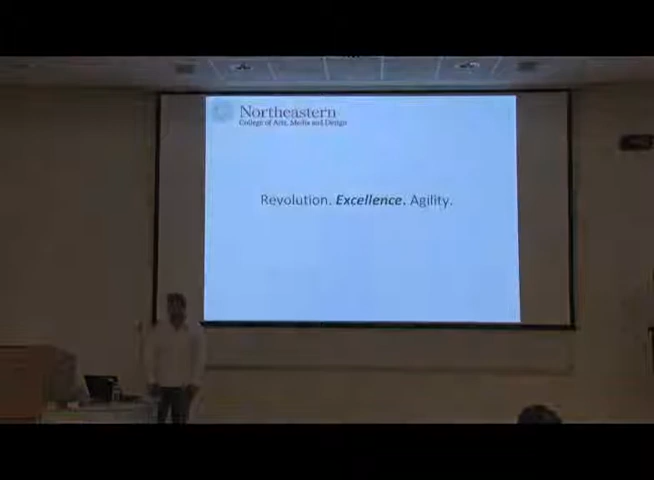 Northeastern
College of Arts, Media and Design
Revolution. Excellence. Agility.